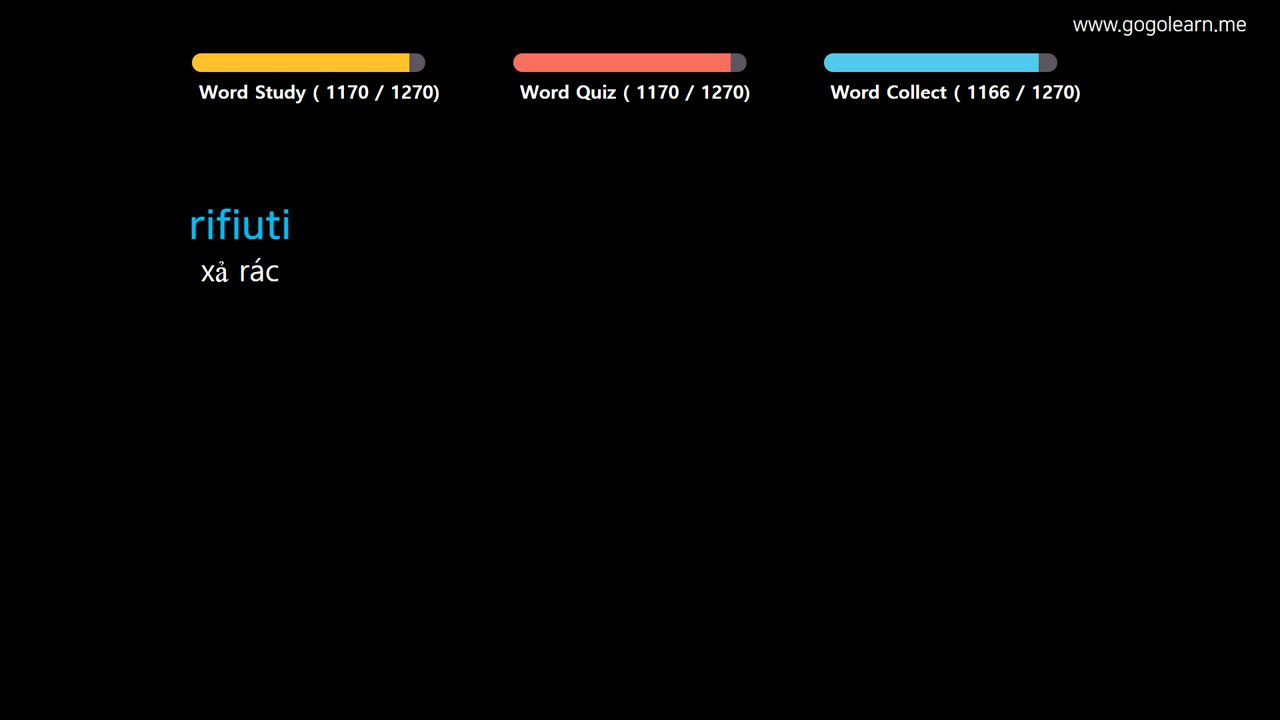 www.gogolearn.me
Word Study ( 1170 / 1270)
Word Quiz ( 1170 / 1270)
Word Collect ( 1166 / 1270)
rifiuti
xả rác